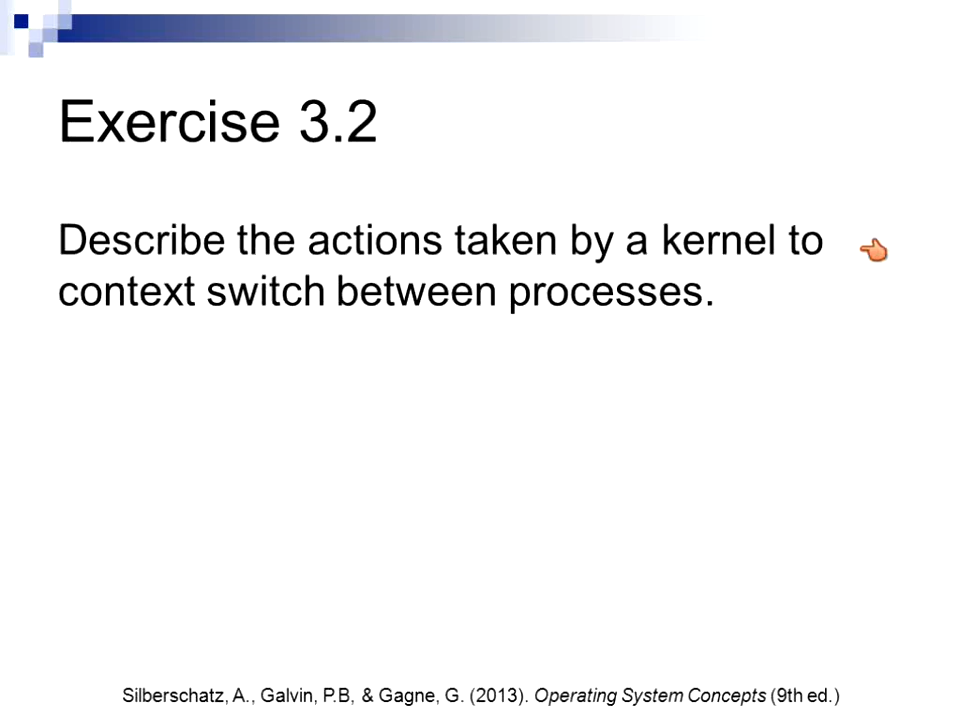 Exercise 3.2
Describe the actions taken by a kernel to
context switch between processes.
Silberschatz, A., Galvin, P.B, & Gagne, G. (2013). Operating System Concepts (9th ed.)